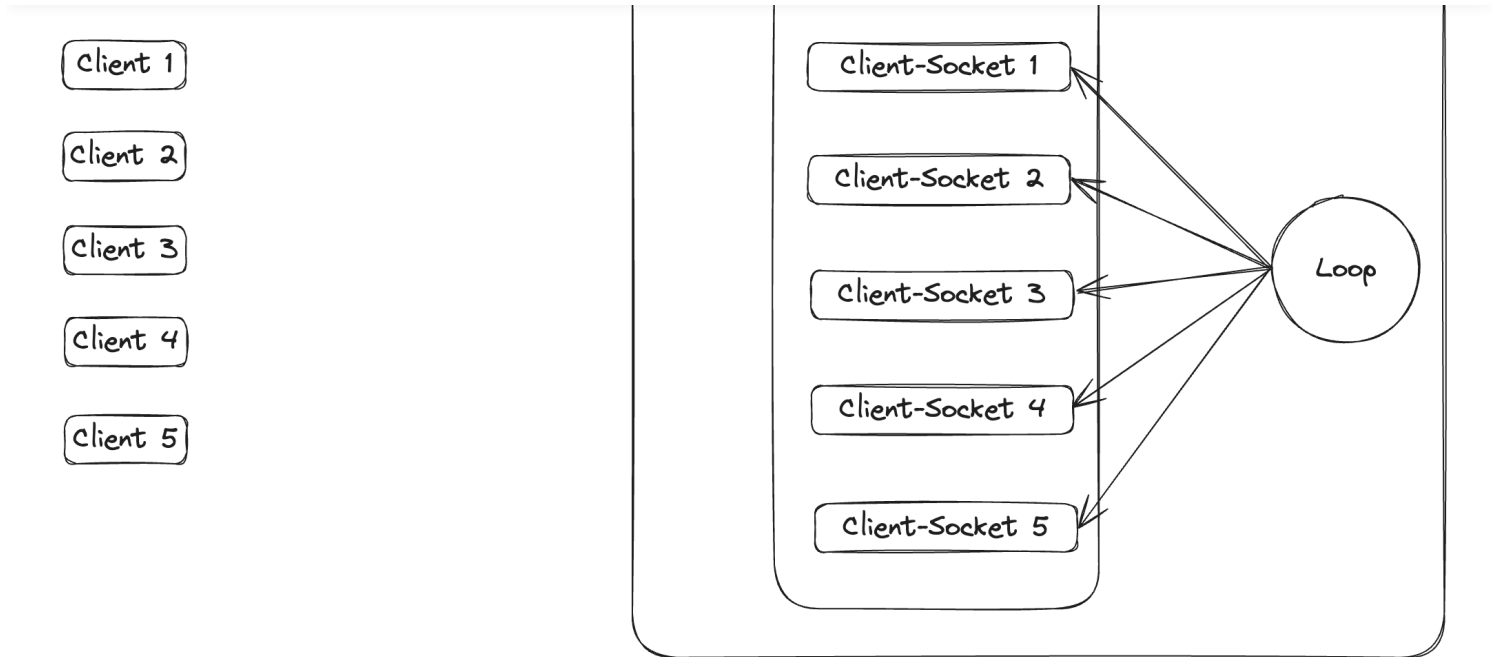 Client 1
Client 2
Client 3
Client 4
Client 5
Client-Socket 1
Client-Socket 2
Client-Socket 3
Client-Socket 4
Client-Socket 5
Loop